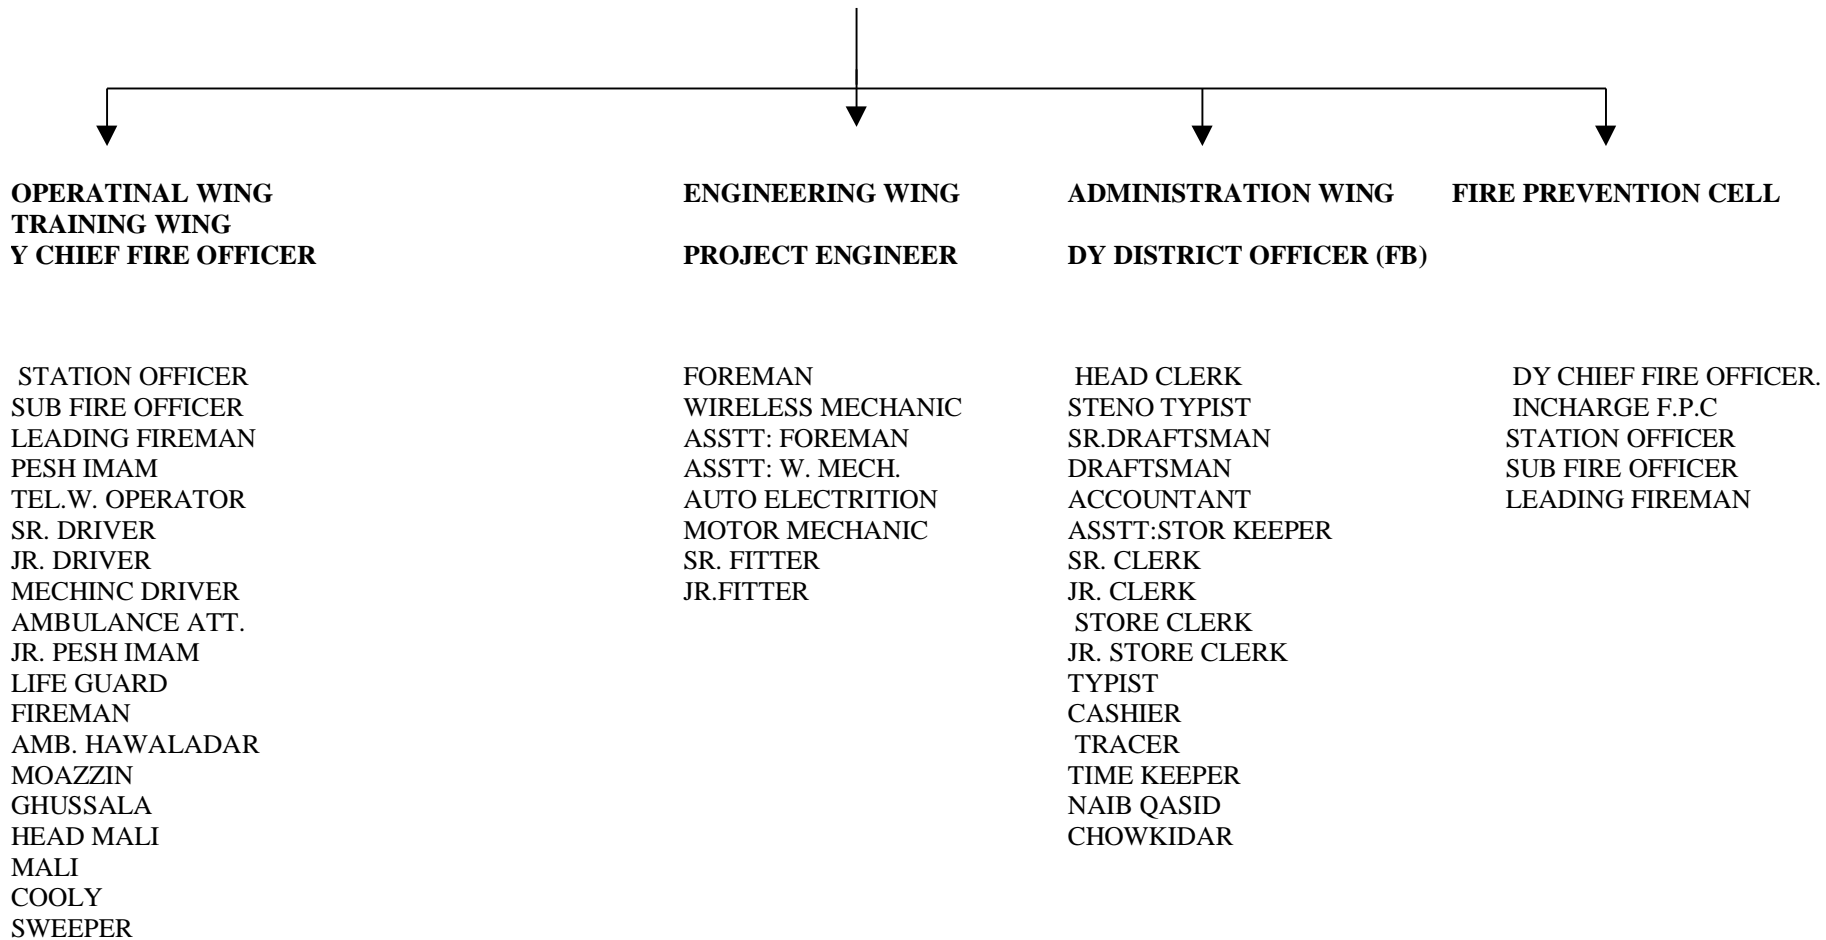 OPERATINAL WING
TRAINING WING
Y CHIEF FIRE OFFICER
STATION OFFICER
SUB FIRE OFFICER
LEADING FIREMAN
PESH IMAM
TEL.W. OPERATOR
SR. DRIVER
JR. DRIVER
MECHINC DRIVER
AMBULANCE ATT.
JR. PESH IMAM
LIFE GUARD
FIREMAN
AMB. HAWALADAR
MOAZZIN
GHUSSALA
HEAD MALI
MALI
COOLY
SWEEPER
ENGINEERING WING
PROJECT ENGINEER
FOREMAN
WIRELESS MECHANIC
ASSTT: FOREMAN
ASSTT: W. MECH.
AUTO ELECTRITION
MOTOR MECHANIC
SR. FITTER
JR.FITTER
ADMINISTRATION WING
DY DISTRICT OFFICER (FB)
HEAD CLERK
STENO TYPIST
SR.DRAFTSMAN
DRAFTSMAN
ACCOUNTANT
ASSTT:STOR KEEPER
SR. CLERK
JR. CLERK
STORE CLERK
JR. STORE CLERK
TYPIST
CASHIER
TRACER
TIME KEEPER
NAIB QASID
CHOWKIDAR
FIRE PREVENTION CELL
DY CHIEF FIRE OFFICER.
INCHARGE F.P.C
STATION OFFICER
SUB FIRE OFFICER
LEADING FIREMAN